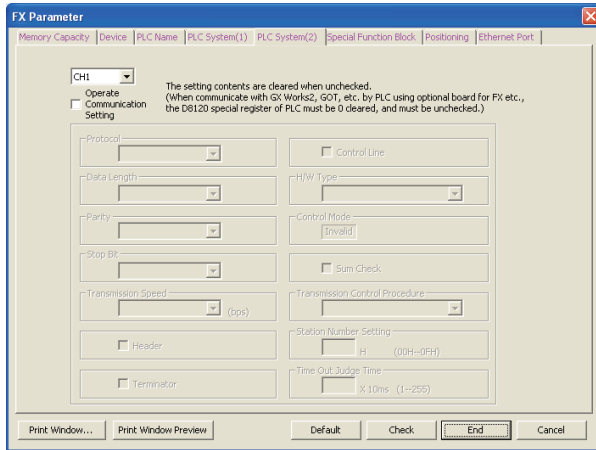 FX Parameter
Memory Capacity Device PLC Name PLC System(1) PLC System(2) Special Function Block Positioning Ethernet Port
CH1
The setting contents are cleared when unchecked.
(When communicate with GX Works2, GOT, etc. by PLC using optional board for FX etc.,
the D8120 special register of PLC must be 0 cleared, and must be unchecked.)
Operate
Communication
Setting
Protocol
Control Line
Data Length
H/W Type
Parity
Control Mode
Invalid
Stop Bit
Sum Check
Transmission Speed
(bps)
Transmission Control Procedure
Header
Station Number Setting
H (00H--0FH)
Terminator
Time Out Judge Time
X 10ms (1--255)
Print Window... Print Window Preview Default Check End Cancel